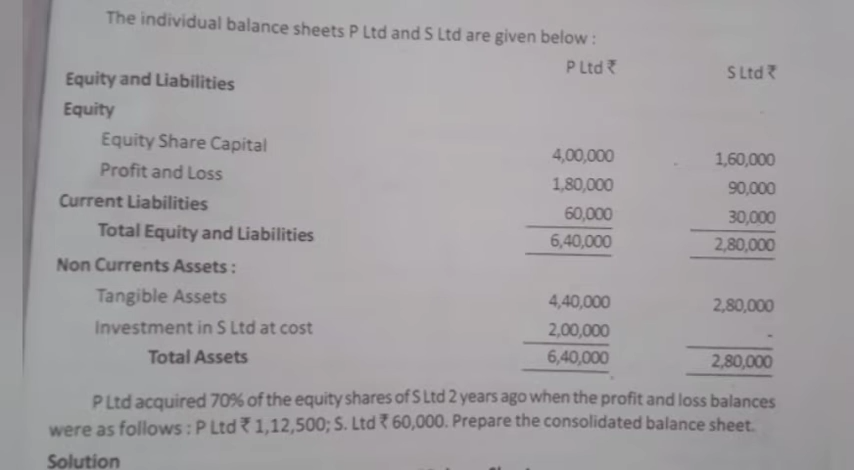 The individual balance sheets P Ltd and S Ltd are given below :
P Ltd ₹ S Ltd ₹
Equity and Liabilities
Equity
Equity Share Capital 4,00,000 1,60,000
Profit and Loss 1,80,000 90,000
Current Liabilities 60,000 30,000
Total Equity and Liabilities 6,40,000 2,80,000
Non Currents Assets :
Tangible Assets 4,40,000 2,80,000
Investment in S Ltd at cost 2,00,000 -
Total Assets 6,40,000 2,80,000
P Ltd acquired 70% of the equity shares of S Ltd 2 years ago when the profit and loss balances
were as follows : P Ltd ₹ 1,12,500; S. Ltd ₹ 60,000. Prepare the consolidated balance sheet.
Solution